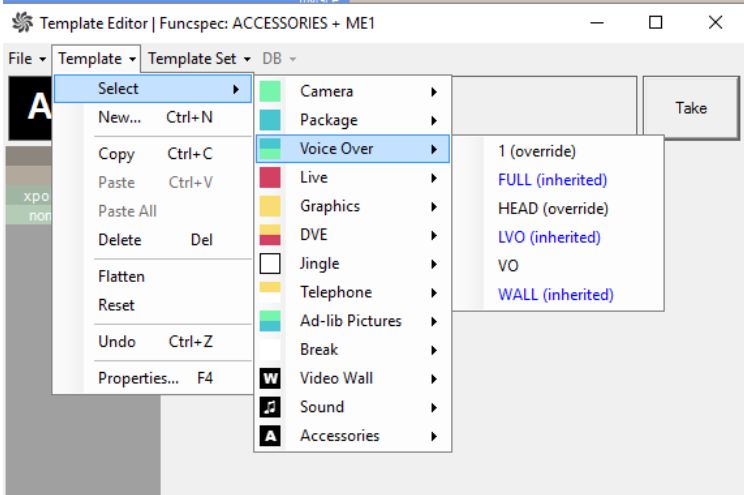 Template Editor | Funcspec: ACCESSORIES + ME1
File Template Template Set DB
A
Take
Select
New... Ctrl+N
Copy Ctrl+C
Paste Ctrl+V
Paste All
Delete Del
Flatten
Reset
Undo Ctrl+Z
Properties... F4
xpo
Camera
Package
Voice Over
Live
Graphics
DVE
Jingle
Telephone
Ad-lib Pictures
Break
W Video Wall
Sound
A Accessories
1 (override)
FULL (inherited)
HEAD (override)
LVO (inherited)
VO
WALL (inherited)